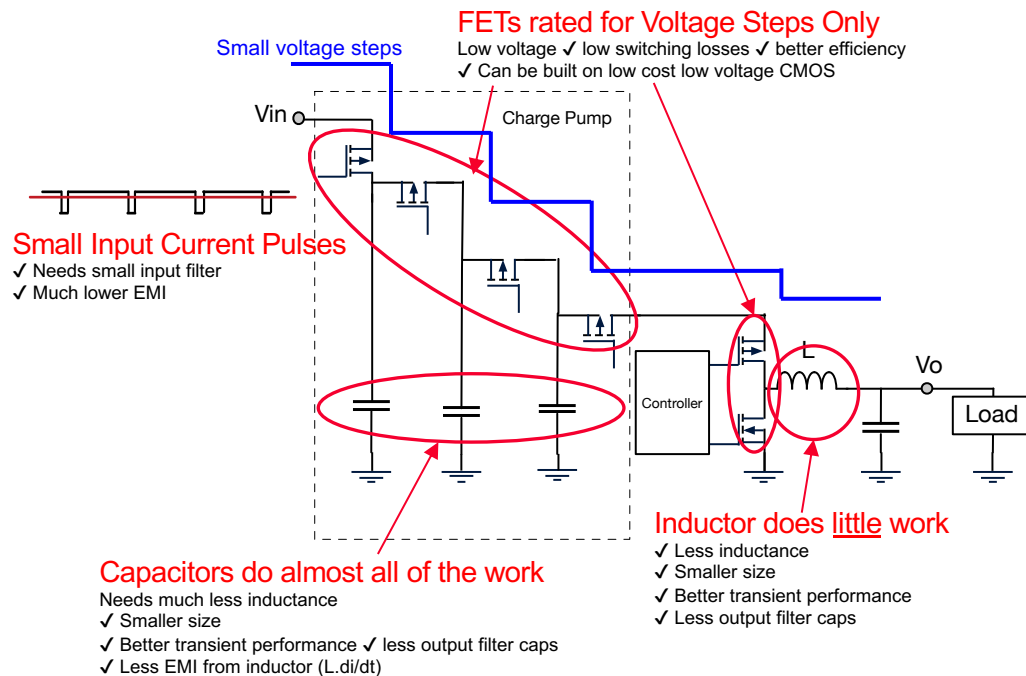 FETs rated for Voltage Steps Only
Low voltage ✓ low switching losses ✓ better efficiency
✓ Can be built on low cost low voltage CMOS
Small voltage steps
Vin
Charge Pump
Small Input Current Pulses
✓ Needs small input filter
✓ Much lower EMI
L
Vo
Controller
Load
Inductor does little work
✓ Less inductance
✓ Smaller size
✓ Better transient performance
✓ Less output filter caps
Capacitors do almost all of the work
Needs much less inductance
✓ Smaller size
✓ Better transient performance ✓ less output filter caps
✓ Less EMI from inductor (L.di/dt)